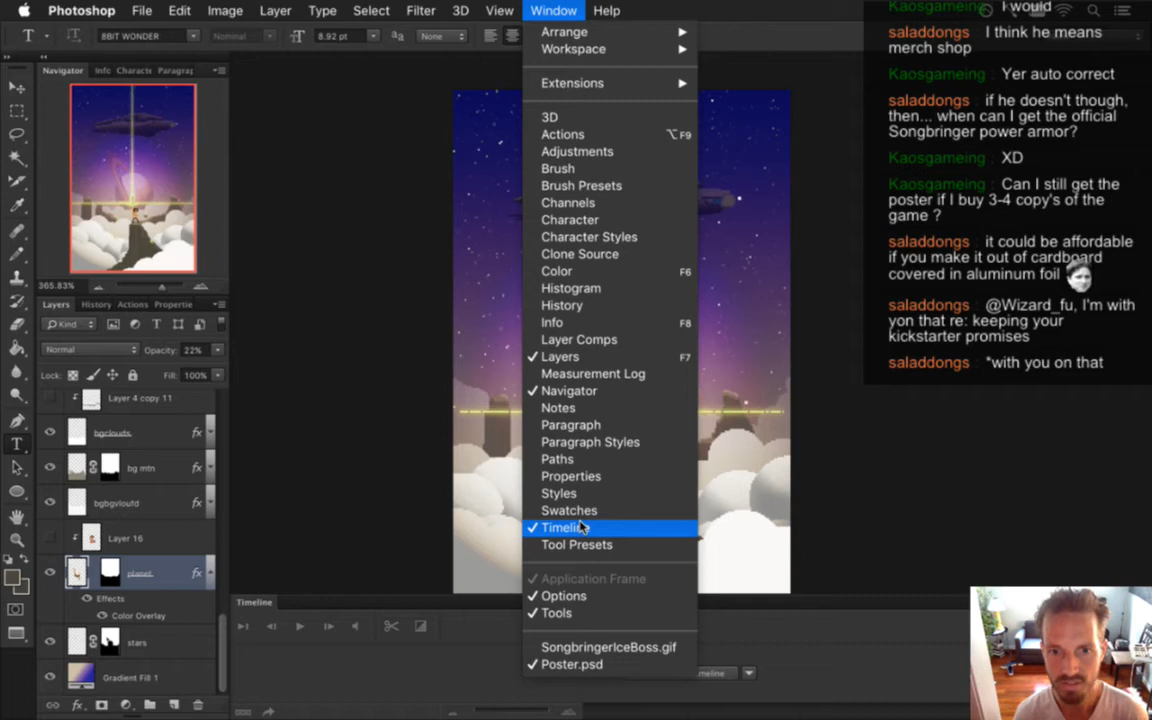 Photoshop File Edit Image Layer Type Select Filter 3D View Window Help
T 8BIT WONDER Normal 8.92 pt None
Navigator Info Characte Paragraj
365.83%
Layers History Actions Propertie
Kind
Normal Opacity: 22%
Lock: Fill: 100%
Layer 4 copy 11
bgclouds fx
bg mtn fx
bgbgvloufd
Layer 16
planet fx
Effects
Color Overlay
stars
Gradient Fill 1
Arrange
Workspace
Extensions
3D
Actions ⌥F9
Adjustments
Brush
Brush Presets
Channels
Character
Character Styles
Clone Source
Color F6
Histogram
History
Info F8
Layer Comps
✓ Layers F7
Measurement Log
✓ Navigator
Notes
Paragraph
Paragraph Styles
Paths
Properties
Styles
Swatches
✓ Timeline
Tool Presets
✓ Application Frame
✓ Options
✓ Tools
SongbringerIceBoss.gif
✓ Poster.psd
Timeline
meline
Kaosgameing : I would
saladdongs : I think he means
merch shop
Kaosgameing : Yer auto correct
saladdongs : if he doesn't though,
then... when can I get the official
Songbringer power armor?
Kaosgameing : XD
Kaosgameing : Can I still get the
poster if I buy 3-4 copy's of the
game ?
saladdongs : it could be affordable
if you make it out of cardboard
covered in aluminum foil
saladdongs : @Wizard_fu, I'm with
yon that re: keeping your
kickstarter promises
saladdongs : *with you on that